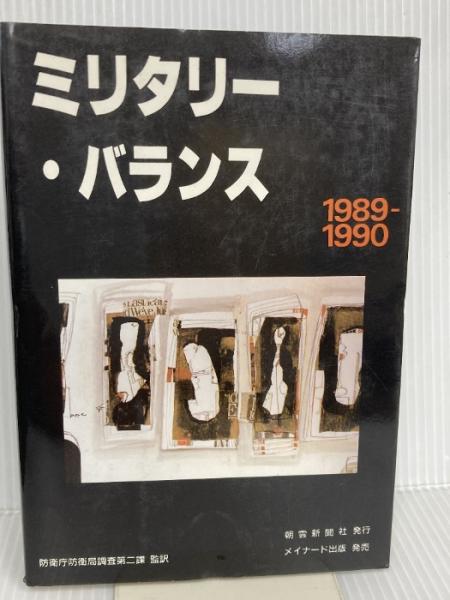 ミリタリー
・バランス
1989-
1990
朝雲新聞社 発行
メイナード出版 発売
防衛庁防衛局調査第二課 監訳